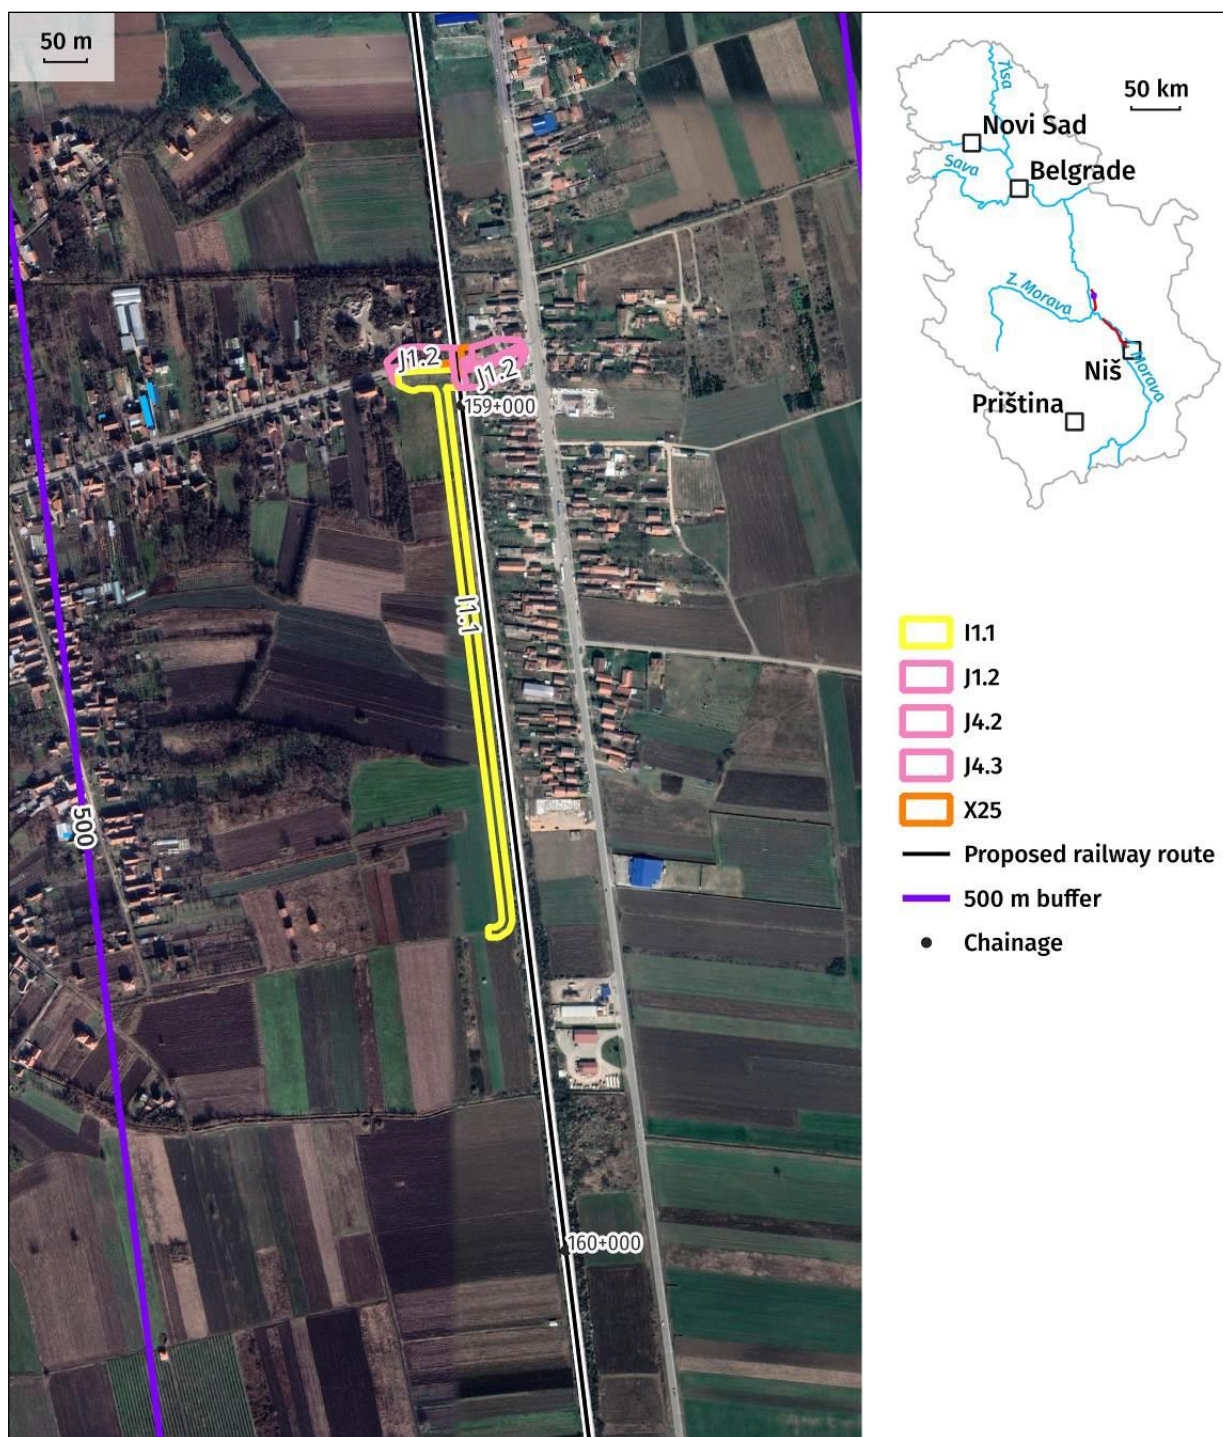 50 m
J1.2
J1.2
159+000
I1.1
500
160+000
Tisa
50 km
Novi Sad
Sava
Belgrade
Z. Morava
Niš
Morava
Priština
I1.1
J1.2
J4.2
J4.3
X25
Proposed railway route
500 m buffer
Chainage